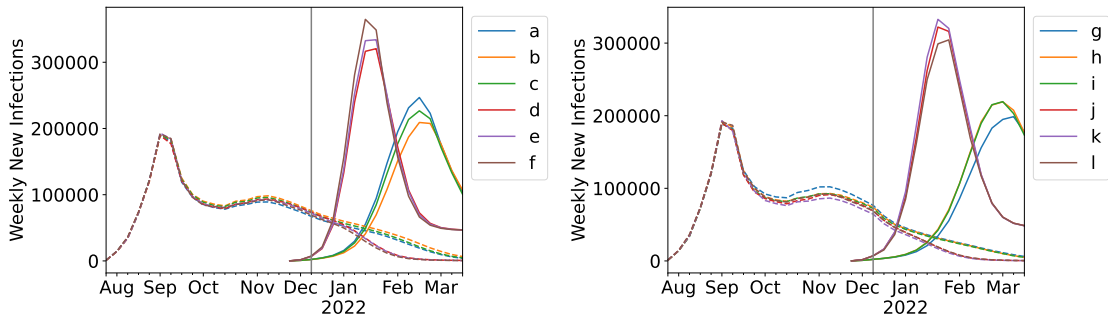 Weekly New Infections
300000
200000
100000
0
Aug Sep Oct Nov Dec Jan Feb Mar
2022
a
b
c
d
e
f
Weekly New Infections
300000
200000
100000
0
Aug Sep Oct Nov Dec Jan Feb Mar
2022
g
h
i
j
k
l